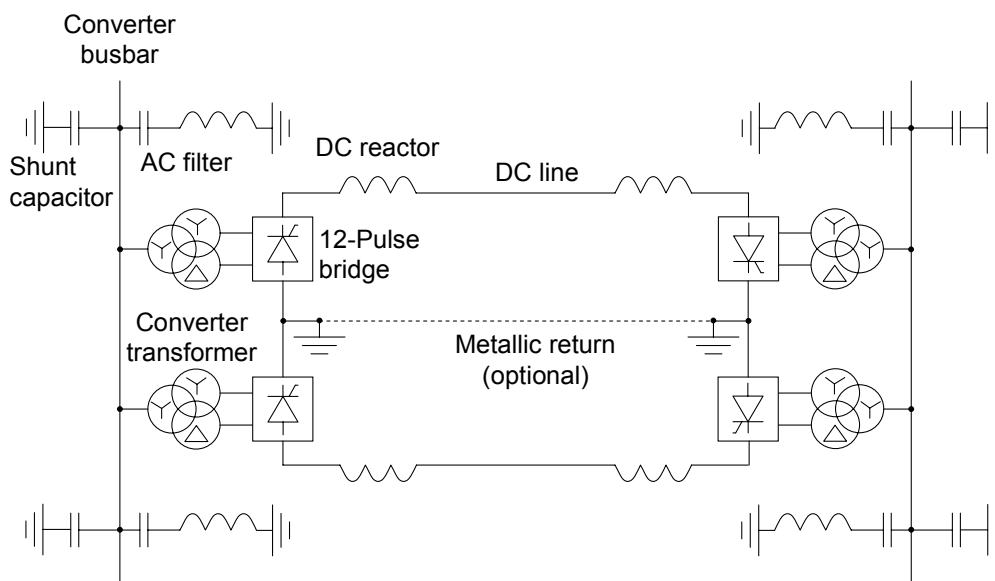 Converter
busbar
DC reactor
AC filter
DC line
Shunt
capacitor
12-Pulse
bridge
Converter
transformer
Metallic return
(optional)